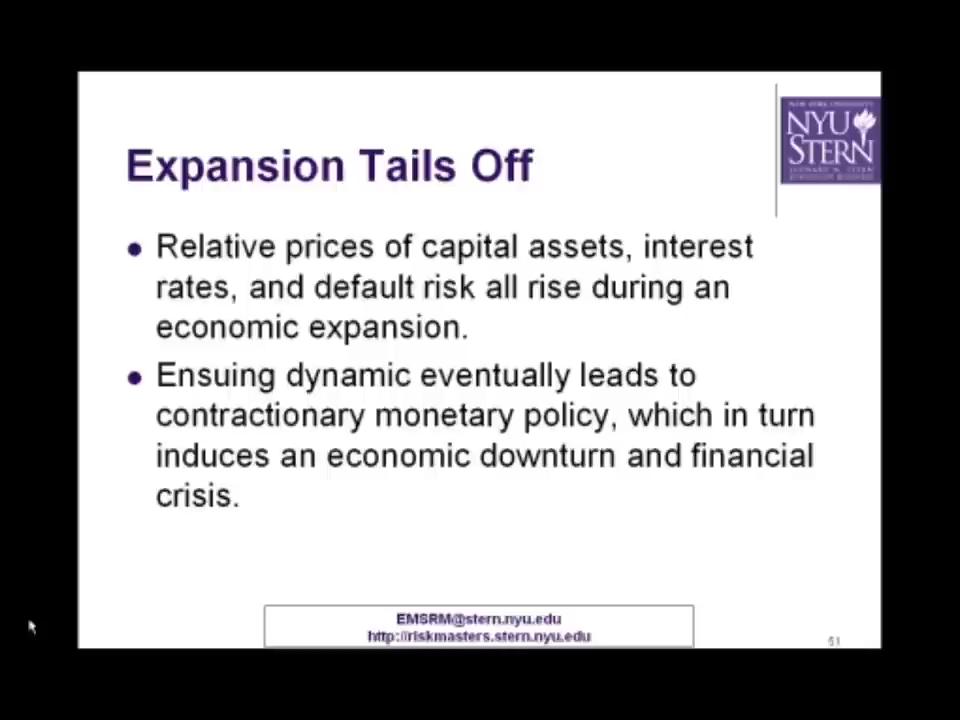 NYU
STERN
Expansion Tails Off
Relative prices of capital assets, interest
rates, and default risk all rise during an
economic expansion.
Ensuing dynamic eventually leads to
contractionary monetary policy, which in turn
induces an economic downturn and financial
crisis.
EMSRM@stern.nyu.edu
http://riskmasters.stern.nyu.edu
51